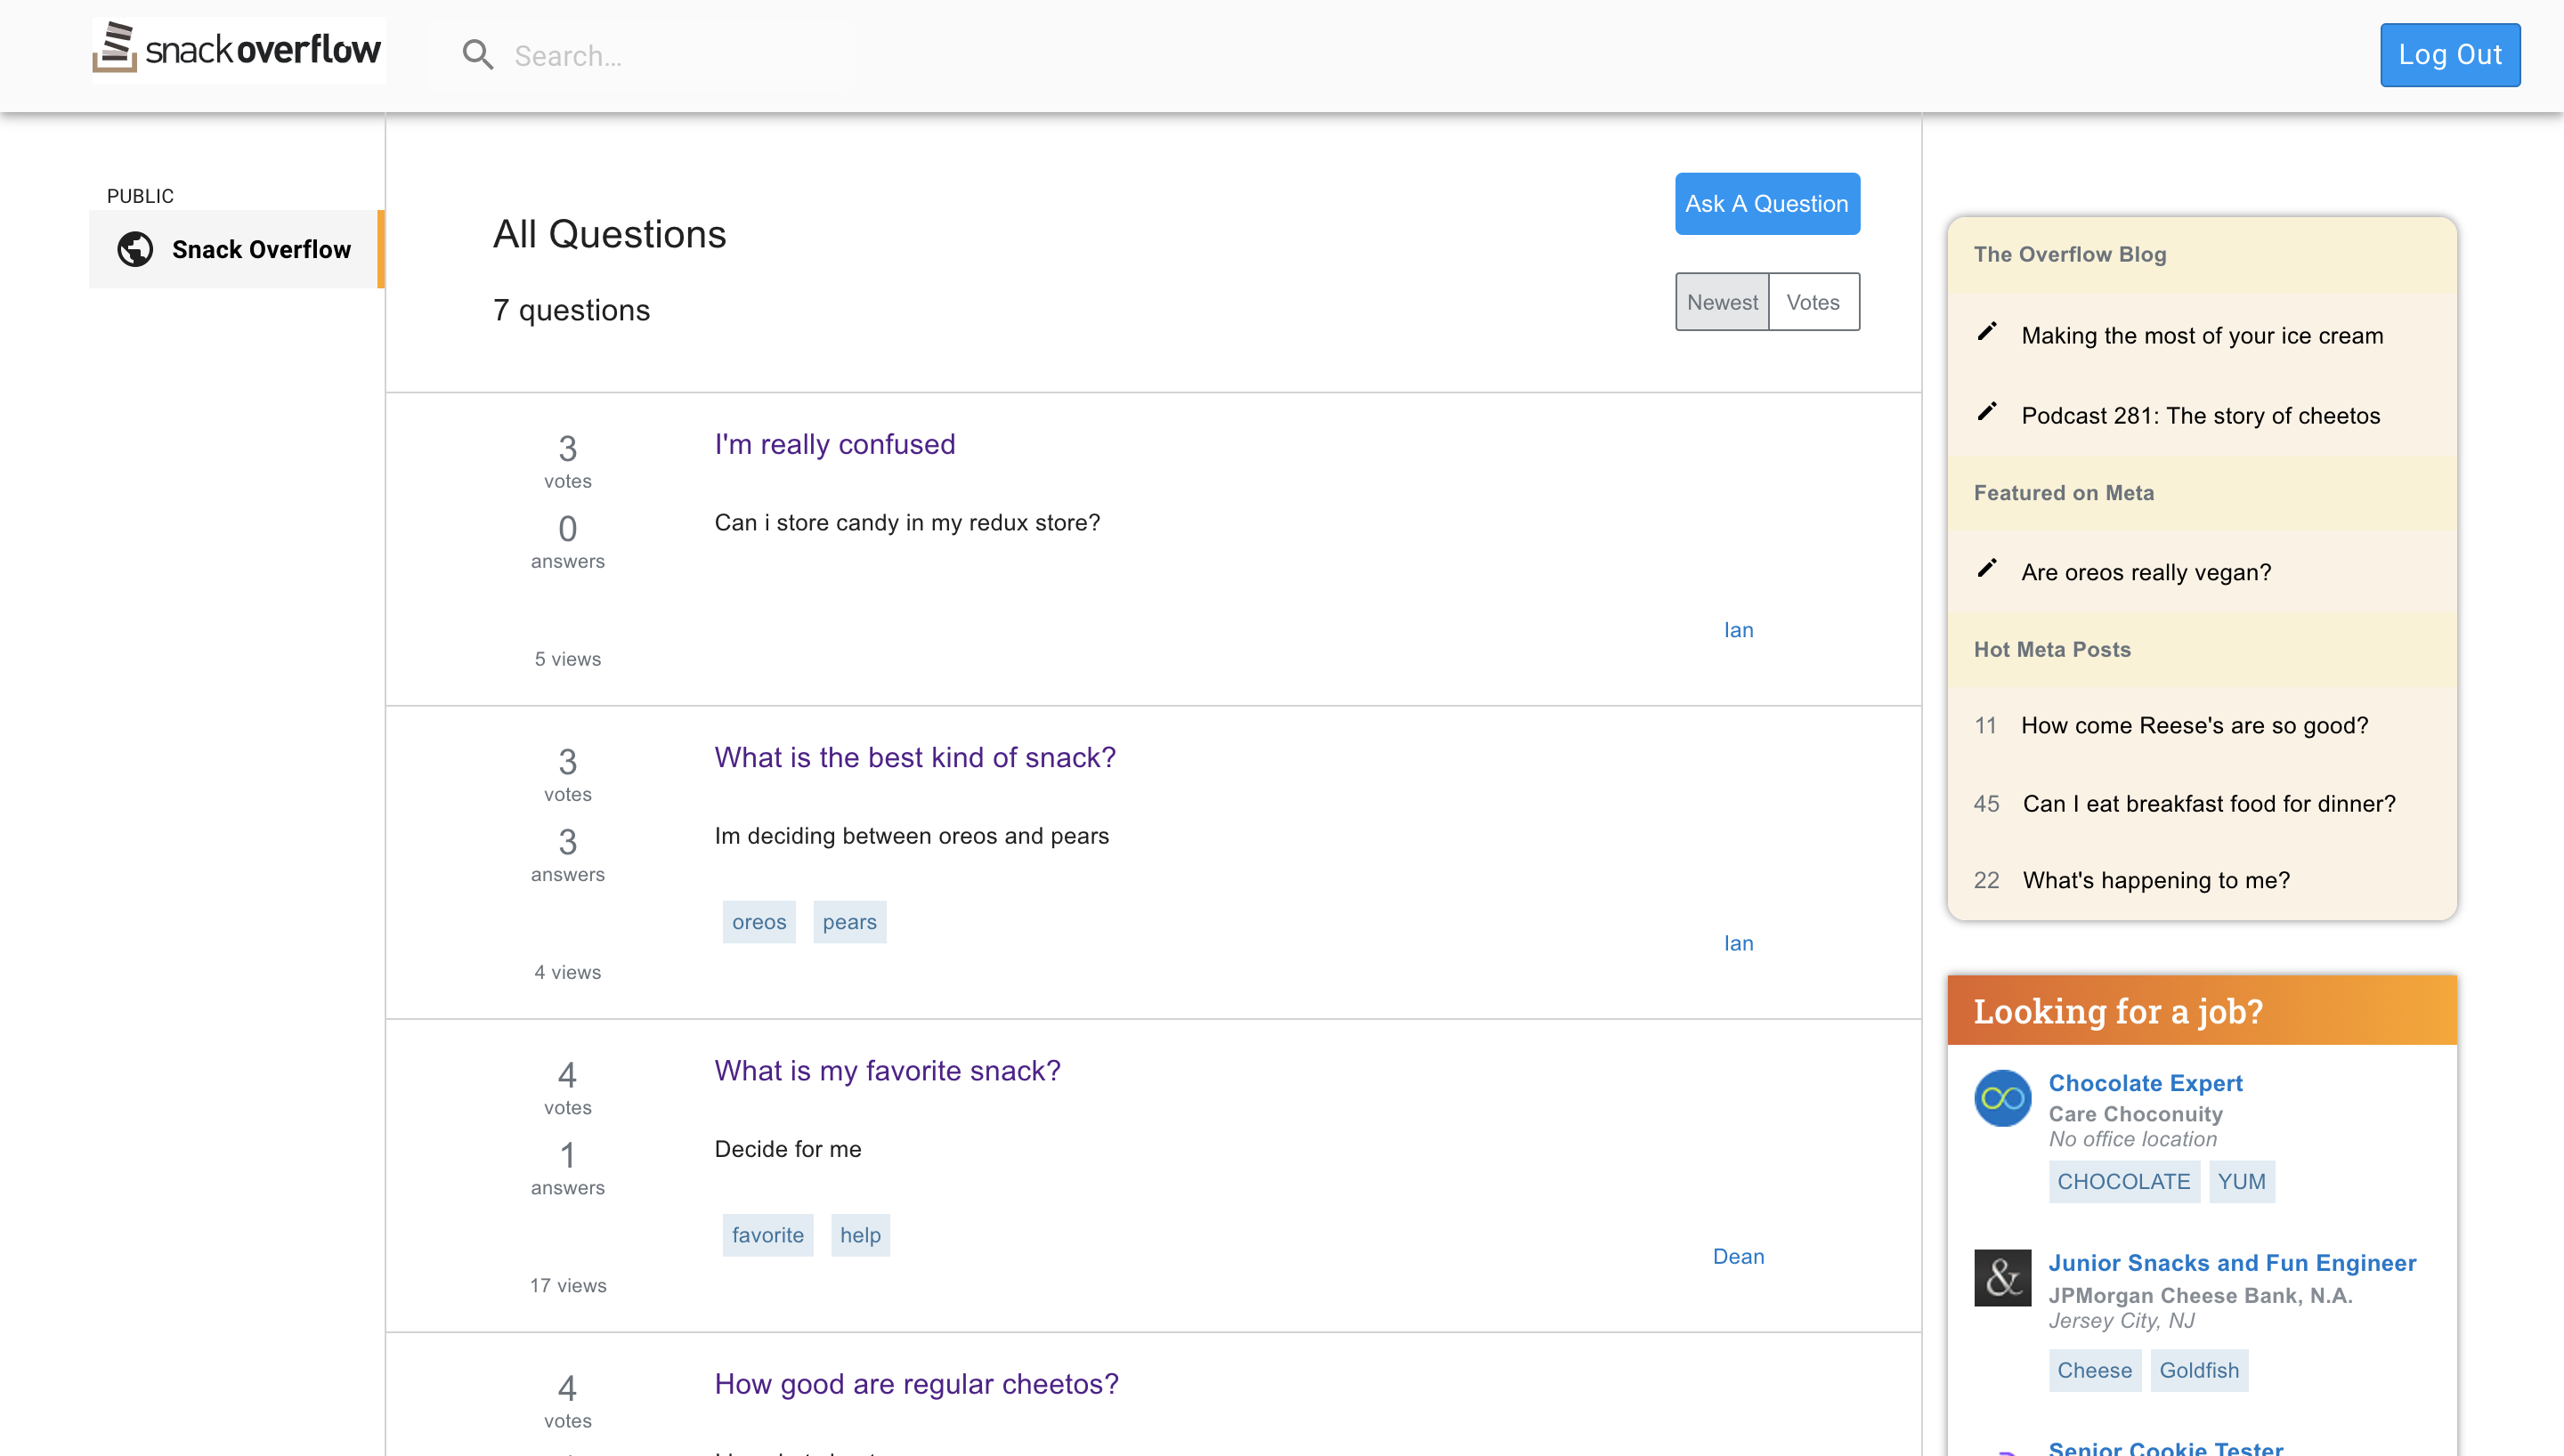 snackoverflow
Search...
Log Out
PUBLIC
Snack Overflow
All Questions
7 questions
Ask A Question
Newest
Votes
3
votes
0
answers
5 views
I'm really confused
Can i store candy in my redux store?
Ian
3
votes
3
answers
4 views
What is the best kind of snack?
Im deciding between oreos and pears
oreos
pears
Ian
4
votes
1
answers
17 views
What is my favorite snack?
Decide for me
favorite
help
Dean
4
votes
How good are regular cheetos?
The Overflow Blog
Making the most of your ice cream
Podcast 281: The story of cheetos
Featured on Meta
Are oreos really vegan?
Hot Meta Posts
11 How come Reese's are so good?
45 Can I eat breakfast food for dinner?
22 What's happening to me?
Looking for a job?
Chocolate Expert
Care Choconuity
No office location
CHOCOLATE YUM
&
Junior Snacks and Fun Engineer
JPMorgan Cheese Bank, N.A.
Jersey City, NJ
Cheese Goldfish
Senior Cookie Tester